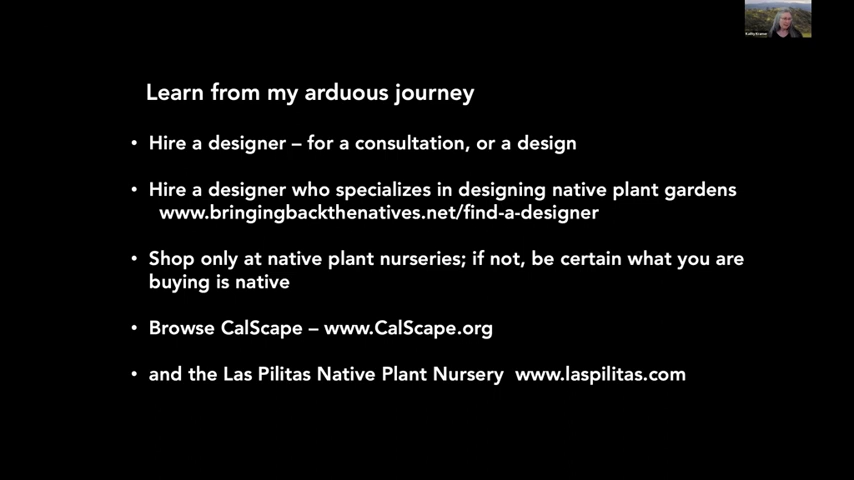 Learn from my arduous journey
• Hire a designer – for a consultation, or a design
• Hire a designer who specializes in designing native plant gardens
www.bringingbackthenatives.net/find-a-designer
• Shop only at native plant nurseries; if not, be certain what you are
buying is native
• Browse CalScape – www.CalScape.org
• and the Las Pilitas Native Plant Nursery www.laspilitas.com